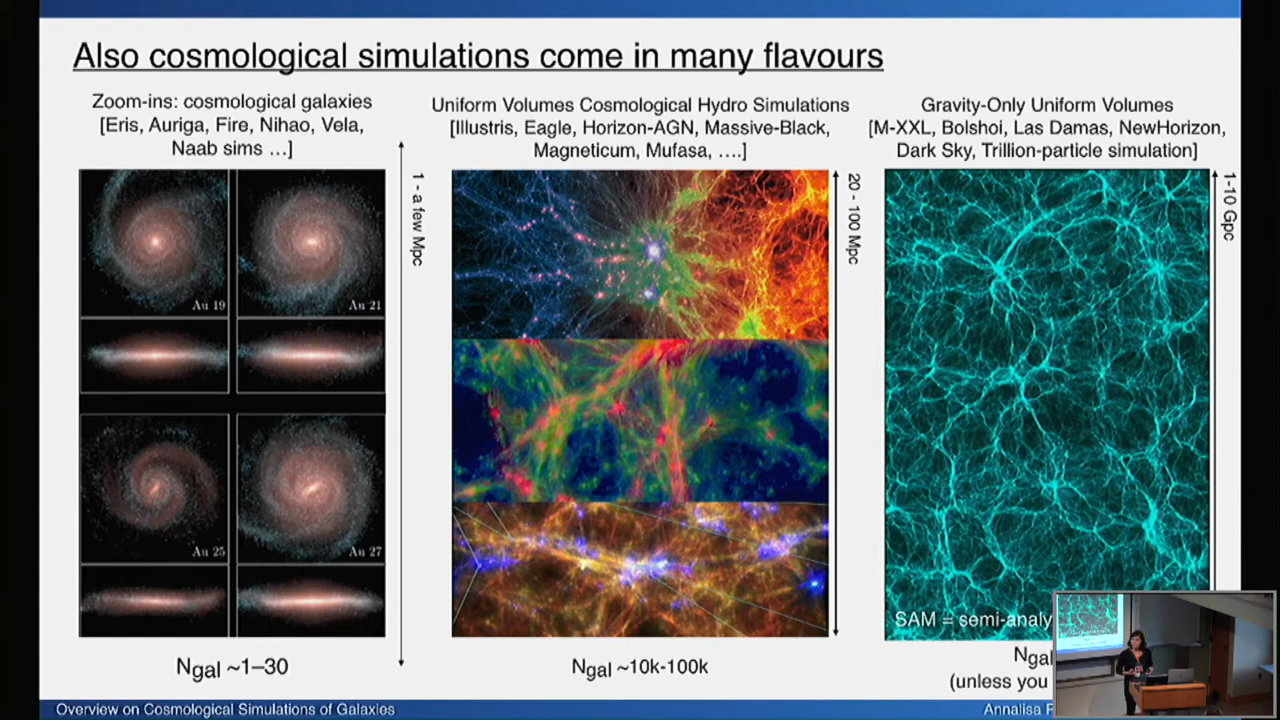 Also cosmological simulations come in many flavours
Zoom-ins: cosmological galaxies
[Eris, Auriga, Fire, Nihao, Vela,
Naab sims ...]
1 - a few Mpc
Au 19
Au 21
Au 25
Au 27
Ngal ~1–30
Uniform Volumes Cosmological Hydro Simulations
[Illustris, Eagle, Horizon-AGN, Massive-Black,
Magneticum, Mufasa, ....]
20 - 100 Mpc
Ngal ~10k-100k
Gravity-Only Uniform Volumes
[M-XXL, Bolshoi, Las Damas, NewHorizon,
Dark Sky, Trillion-particle simulation]
1-10 Gpc
SAM = semi-analy
Ngal
(unless you
Overview on Cosmological Simulations of Galaxies
Annalisa P